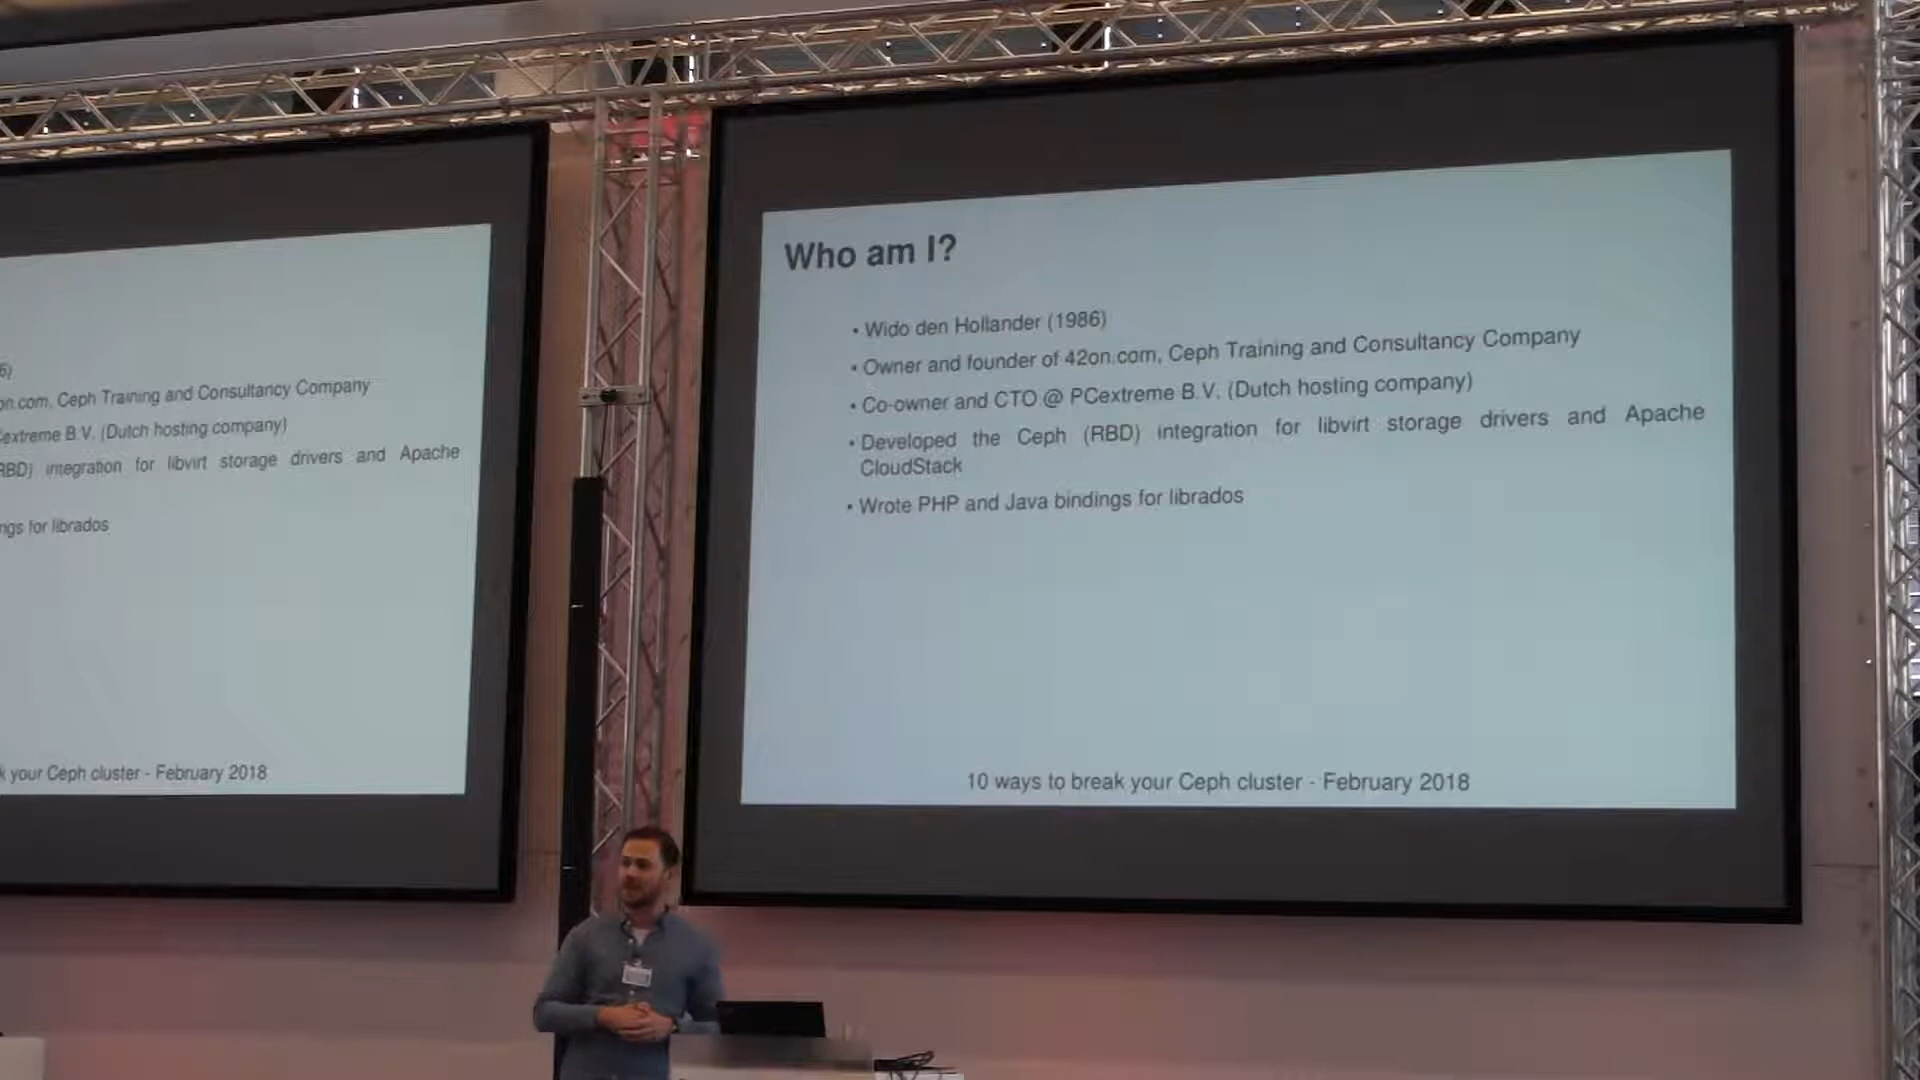 6)
on.com, Ceph Training and Consultancy Company
extreme B.V. (Dutch hosting company)
RBD) integration for libvirt storage drivers and Apache
ngs for librados
k your Ceph cluster - February 2018
Who am I?
• Wido den Hollander (1986)
• Owner and founder of 42on.com, Ceph Training and Consultancy Company
• Co-owner and CTO @ PCextreme B.V. (Dutch hosting company)
• Developed the Ceph (RBD) integration for libvirt storage drivers and Apache
CloudStack
• Wrote PHP and Java bindings for librados
10 ways to break your Ceph cluster - February 2018